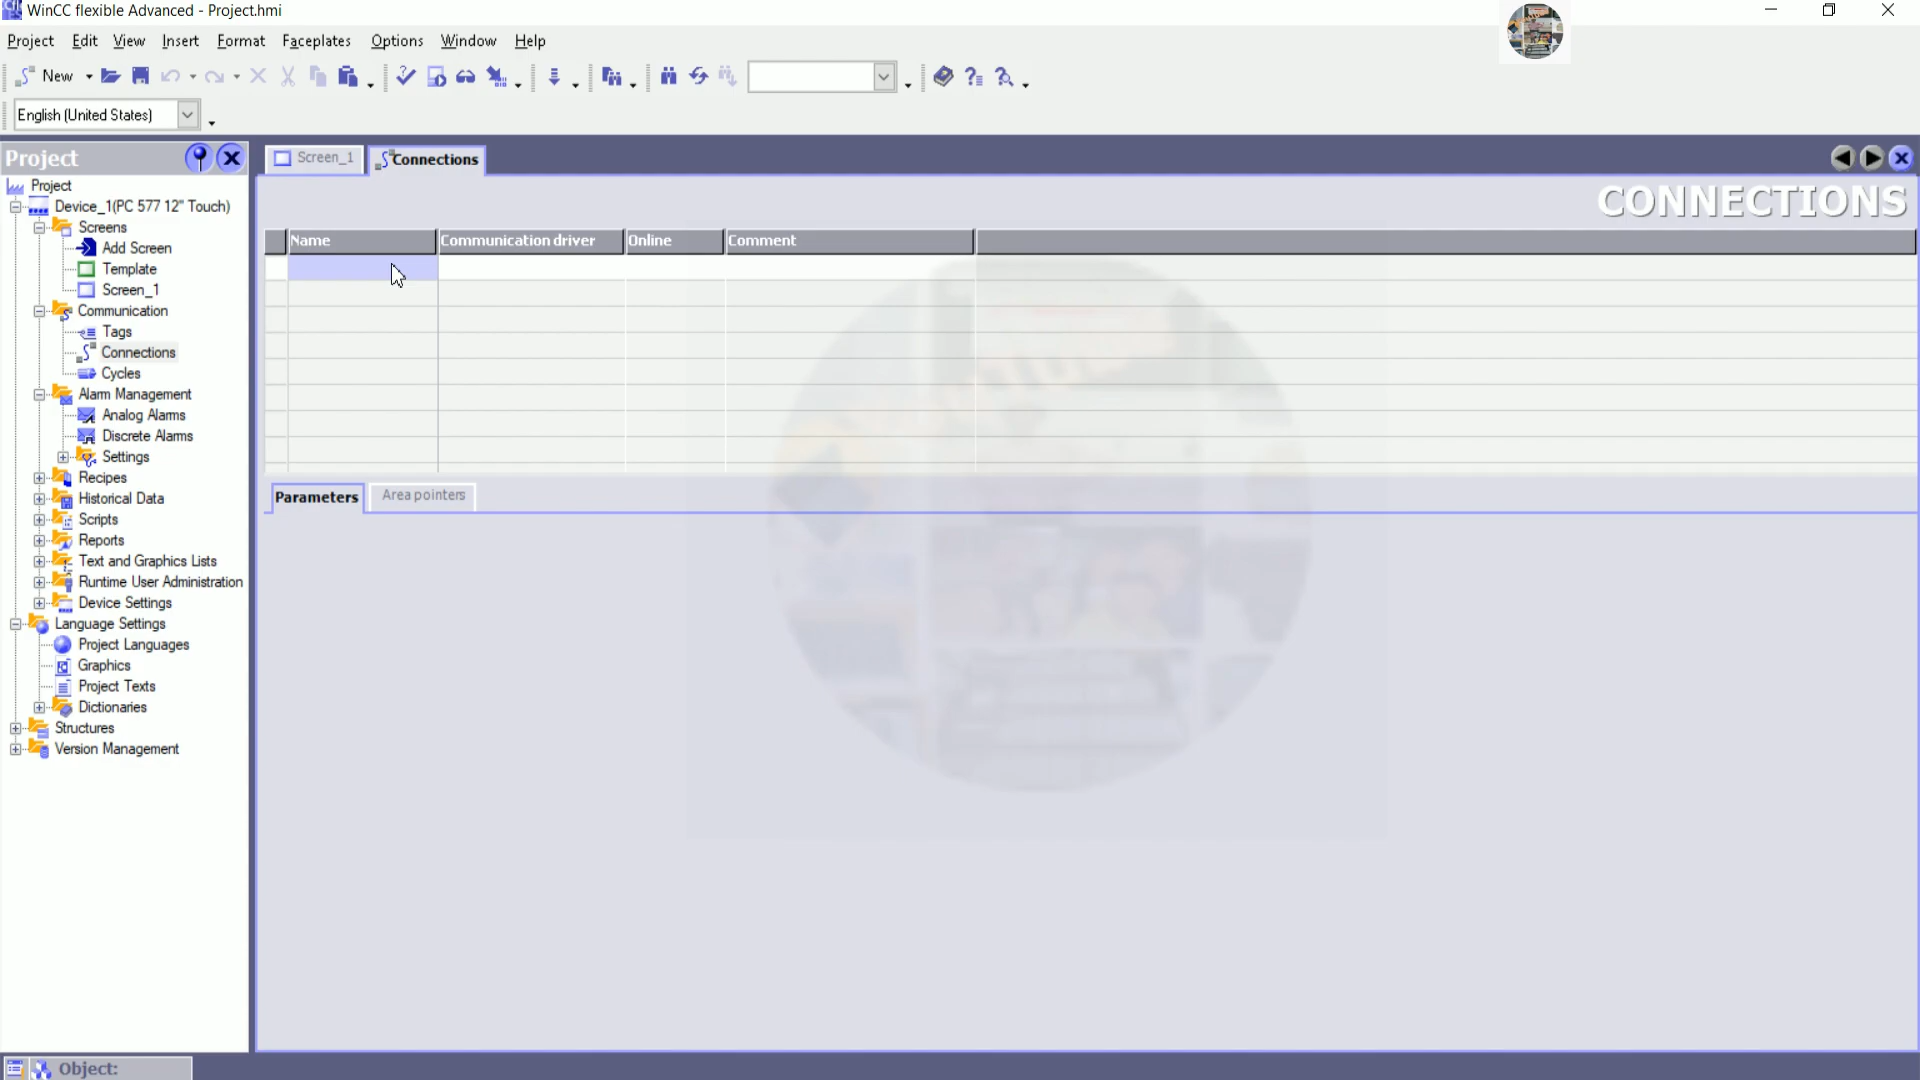 WinCC flexible Advanced - Project.hmi
Project Edit View Insert Format Faceplates Options Window Help
New
English (United States)
Project
Screen_1
Connections
CONNECTIONS
Project
Device_1(PC 577 12" Touch)
Screens
Add Screen
Template
Screen_1
Communication
Tags
Connections
Cycles
Alarm Management
Analog Alarms
Discrete Alarms
Settings
Recipes
Historical Data
Scripts
Reports
Text and Graphics Lists
Runtime User Administration
Device Settings
Language Settings
Project Languages
Graphics
Project Texts
Dictionaries
Structures
Version Management
Name Communication driver Online Comment
Parameters Area pointers
Object: